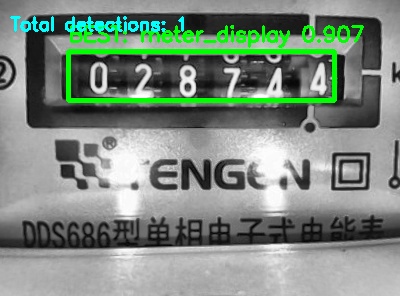 Total detections: 1
BEST: meter_display 0.907
② 0 2 8 7 4 4 k
TENGEN®
DDS686型单相电子式电能表